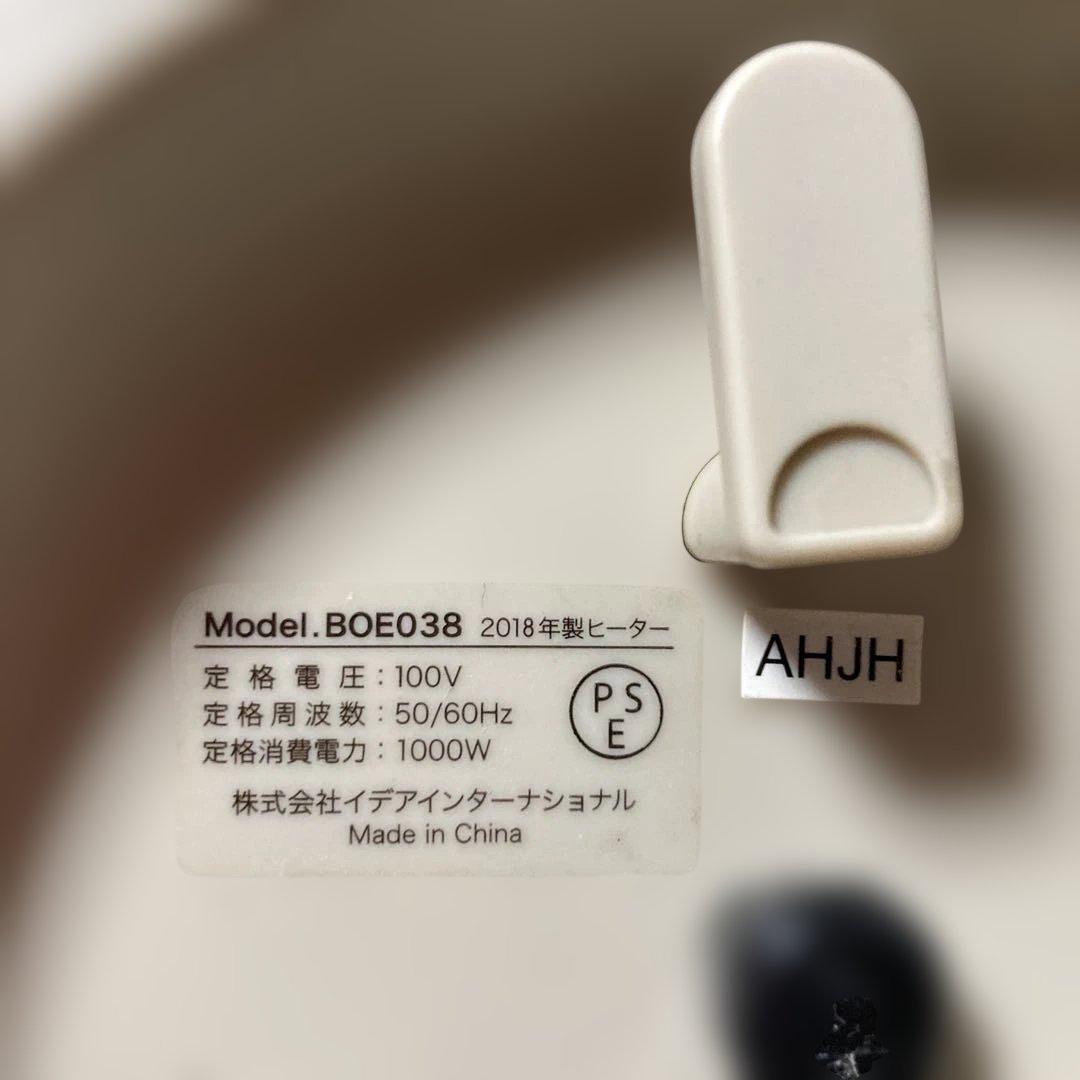 Model.BOE038 2018年製ヒーター
定格電圧：100V
定格周波数：50/60Hz
定格消費電力：1000W
PSE
株式会社イデアインターナショナル
Made in China
AHJH